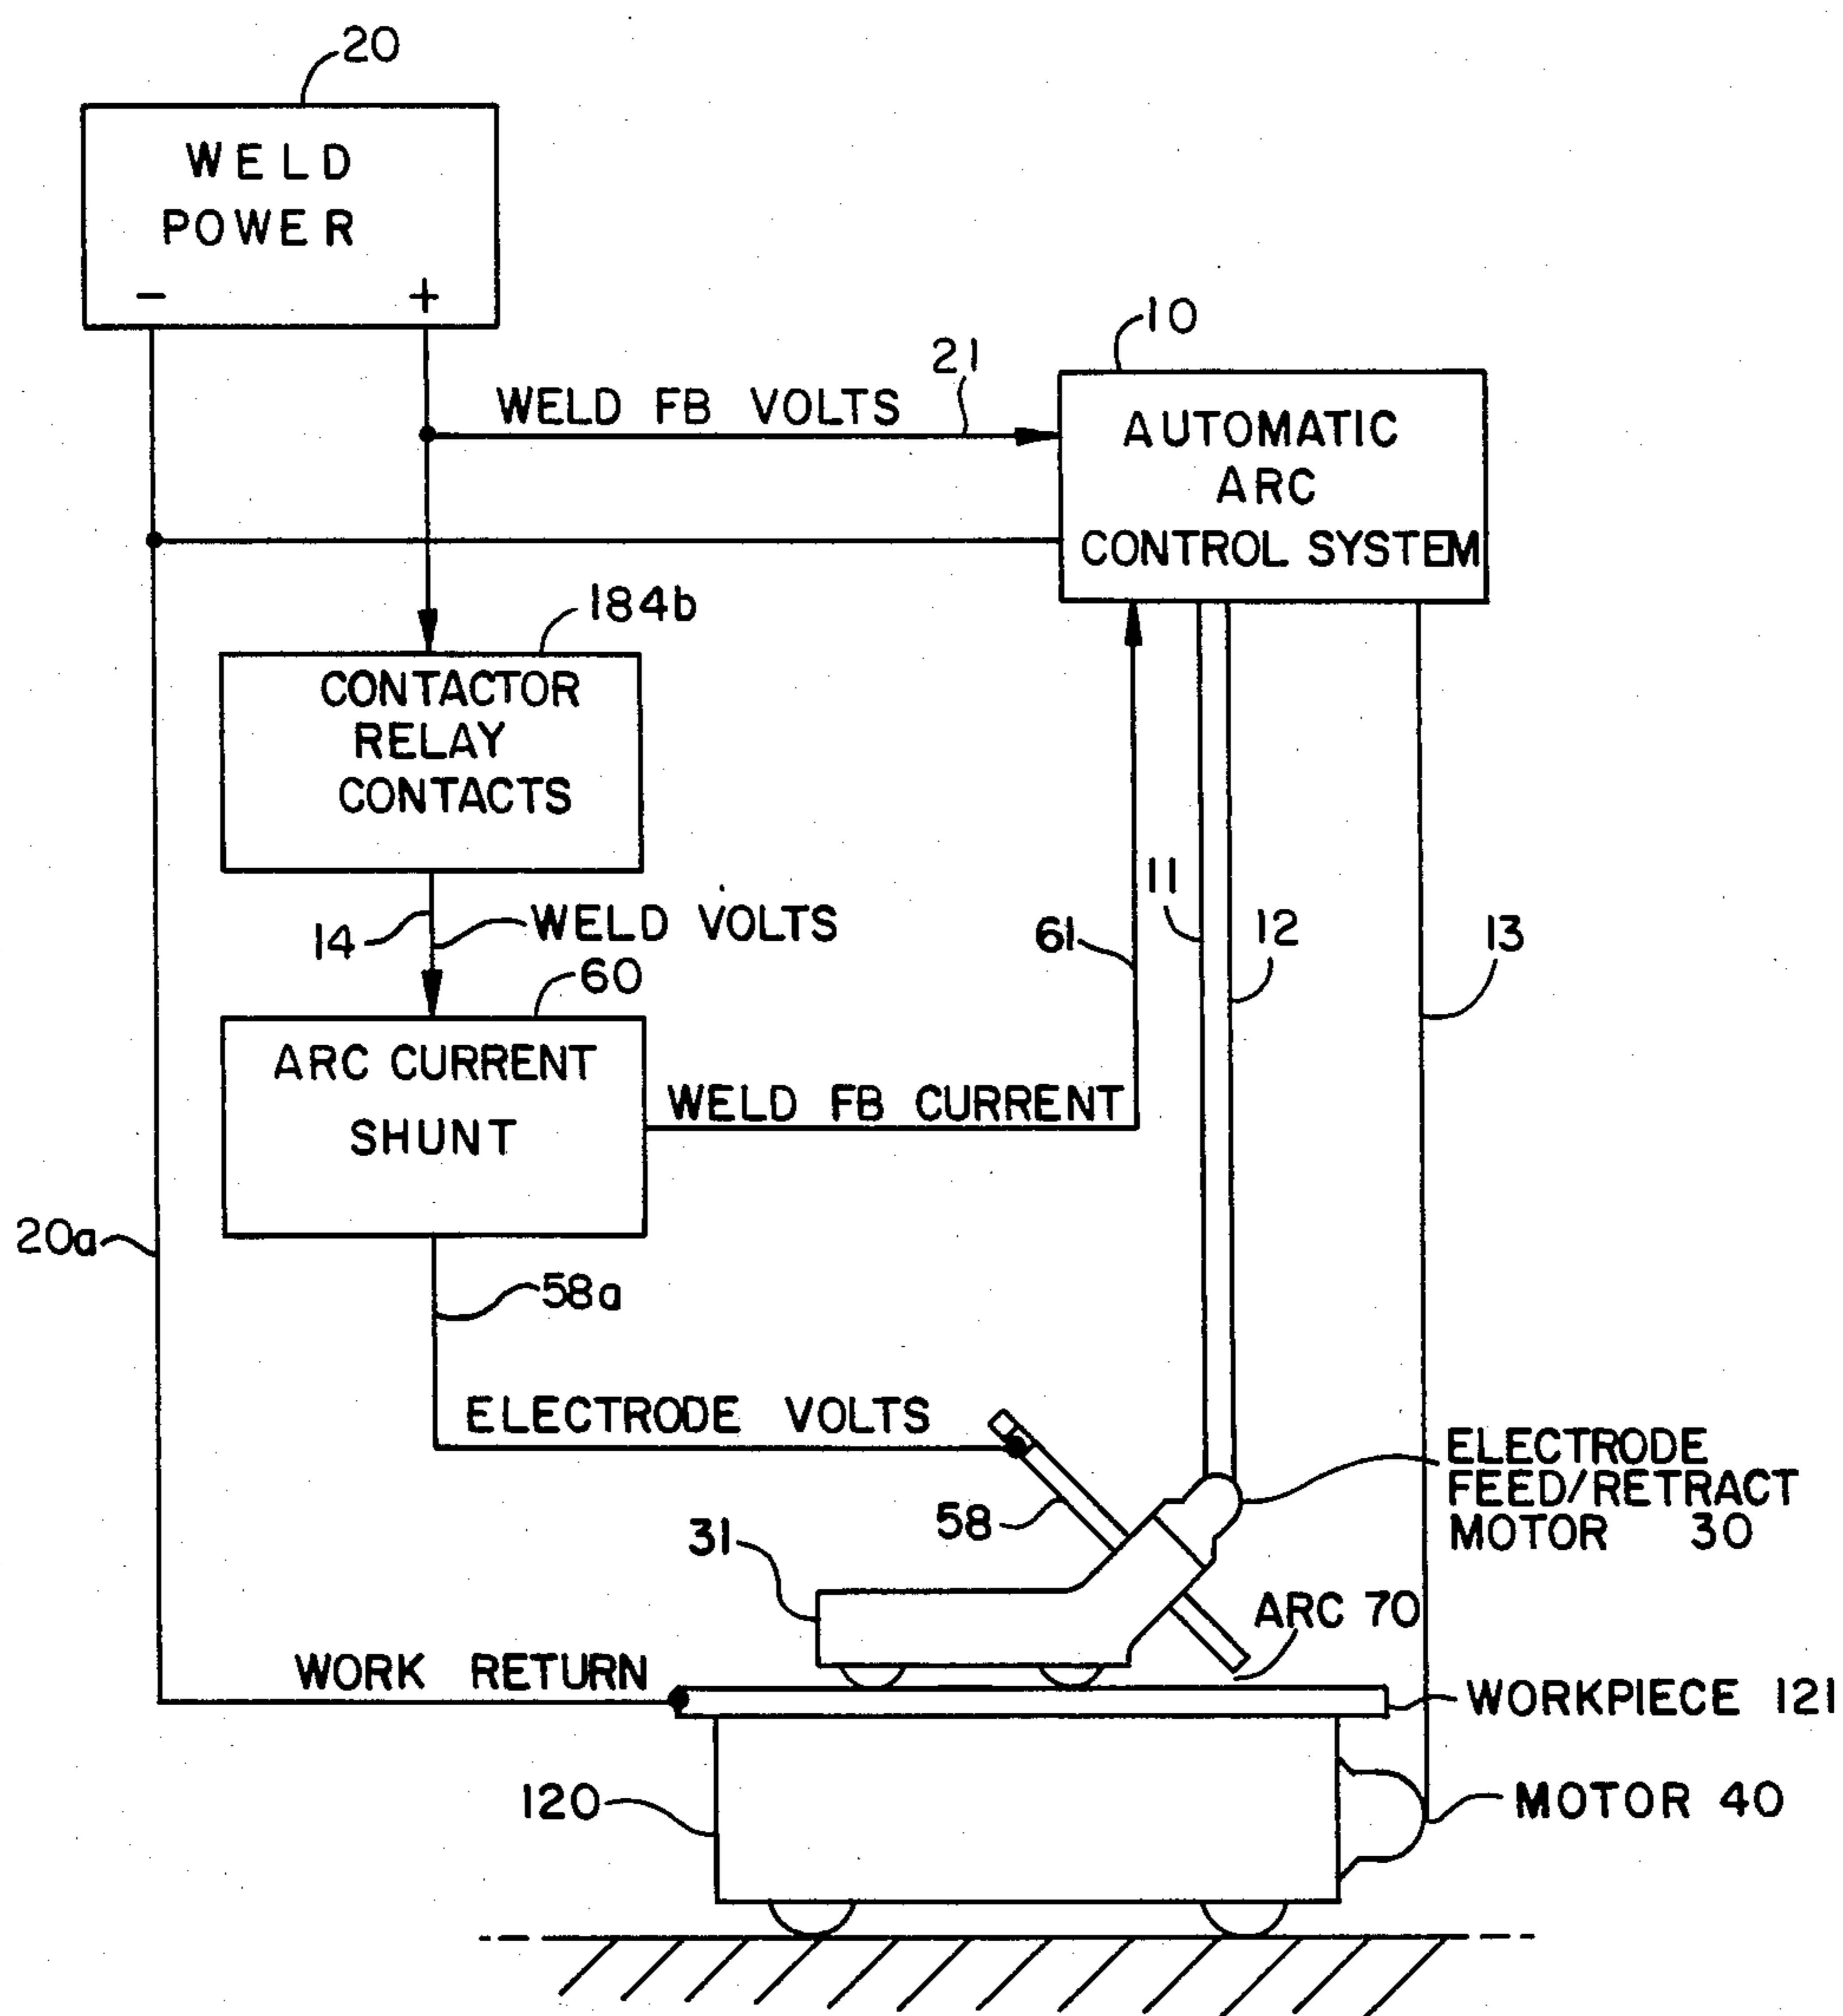 20
WELD
POWER
- +
10
21
WELD FB VOLTS
AUTOMATIC
ARC
CONTROL SYSTEM
184b
CONTACTOR
RELAY
CONTACTS
11
12
13
14
WELD VOLTS
61
60
ARC CURRENT
SHUNT
WELD FB CURRENT
20a
58a
ELECTRODE VOLTS
ELECTRODE
FEED/RETRACT
MOTOR 30
58
31
ARC 70
WORK RETURN
WORKPIECE 121
120
MOTOR 40